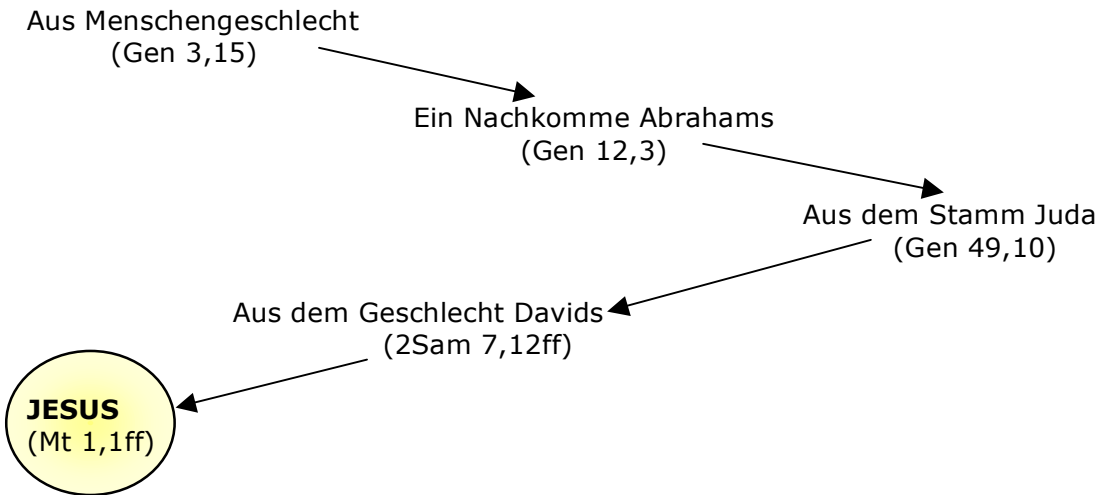 Aus Menschengeschlecht
(Gen 3,15)
Ein Nachkomme Abrahams
(Gen 12,3)
Aus dem Stamm Juda
(Gen 49,10)
Aus dem Geschlecht Davids
(2Sam 7,12ff)
JESUS
(Mt 1,1ff)